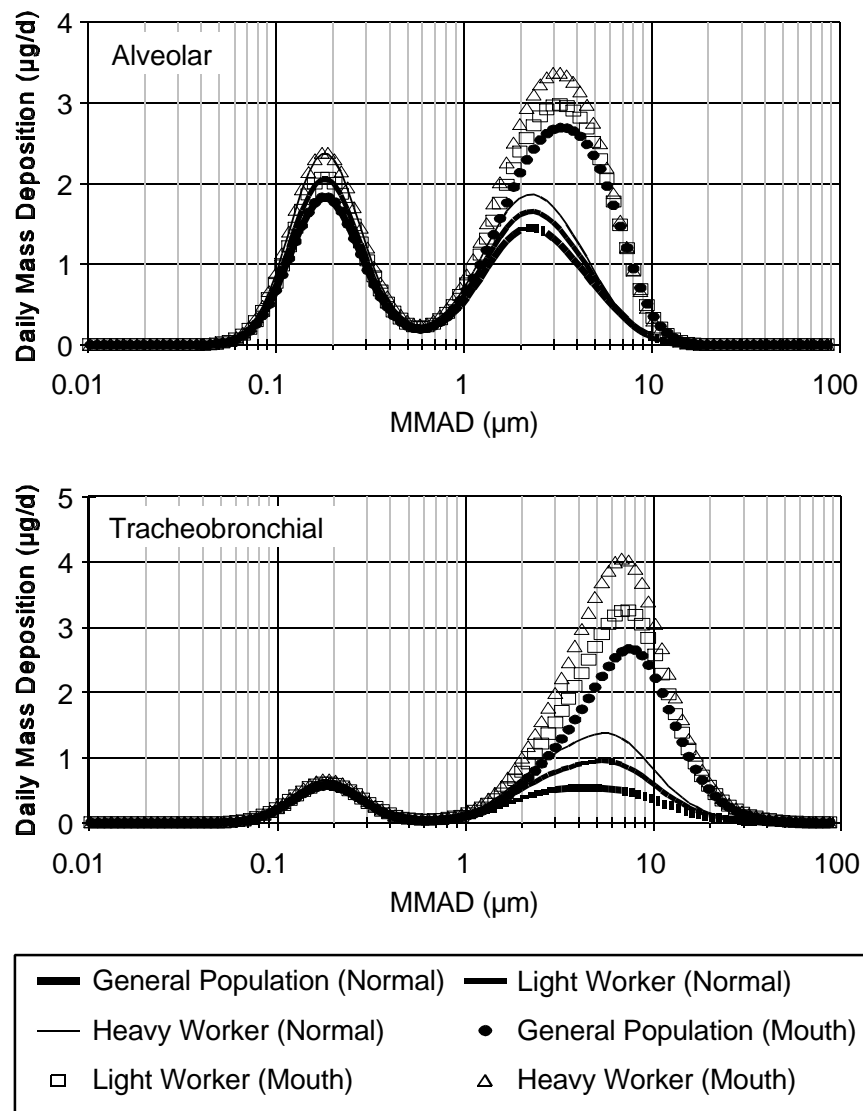 Daily Mass Deposition (µg/d)
4
3
2
1
0
Alveolar
0.01 0.1 1 10 100
MMAD (µm)
Daily Mass Deposition (µg/d)
5
4
3
2
1
0
Tracheobronchial
0.01 0.1 1 10 100
MMAD (µm)
General Population (Normal) Light Worker (Normal)
Heavy Worker (Normal) General Population (Mouth)
Light Worker (Mouth) Heavy Worker (Mouth)